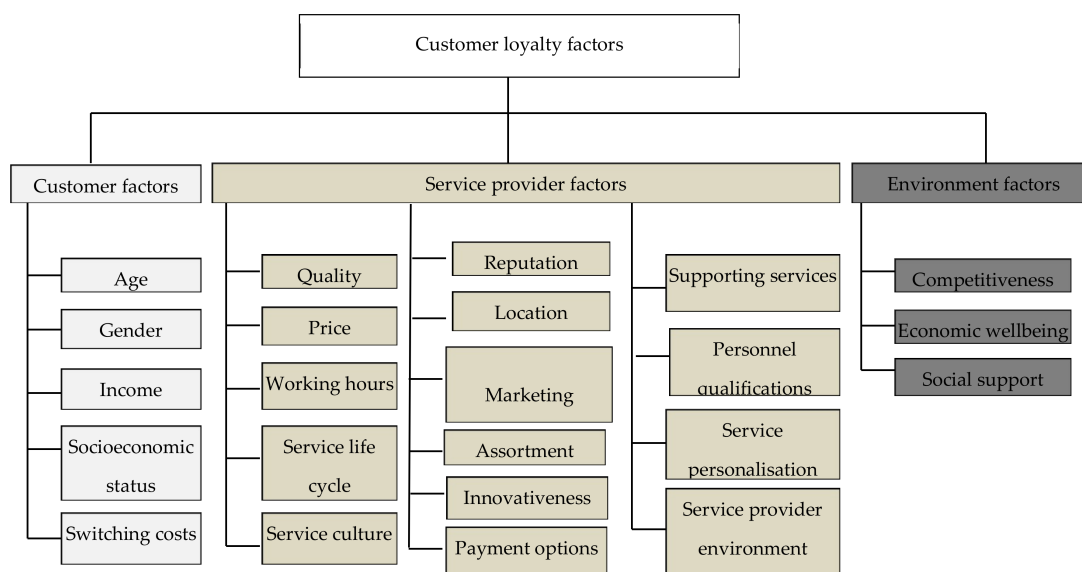 Customer loyalty factors
Customer factors
Service provider factors
Environment factors
Age
Gender
Income
Socioeconomic
status
Switching costs
Quality
Price
Working hours
Service life
cycle
Service culture
Reputation
Location
Marketing
Assortment
Innovativeness
Payment options
Supporting services
Personnel
qualifications
Service
personalisation
Service provider
environment
Competitiveness
Economic wellbeing
Social support